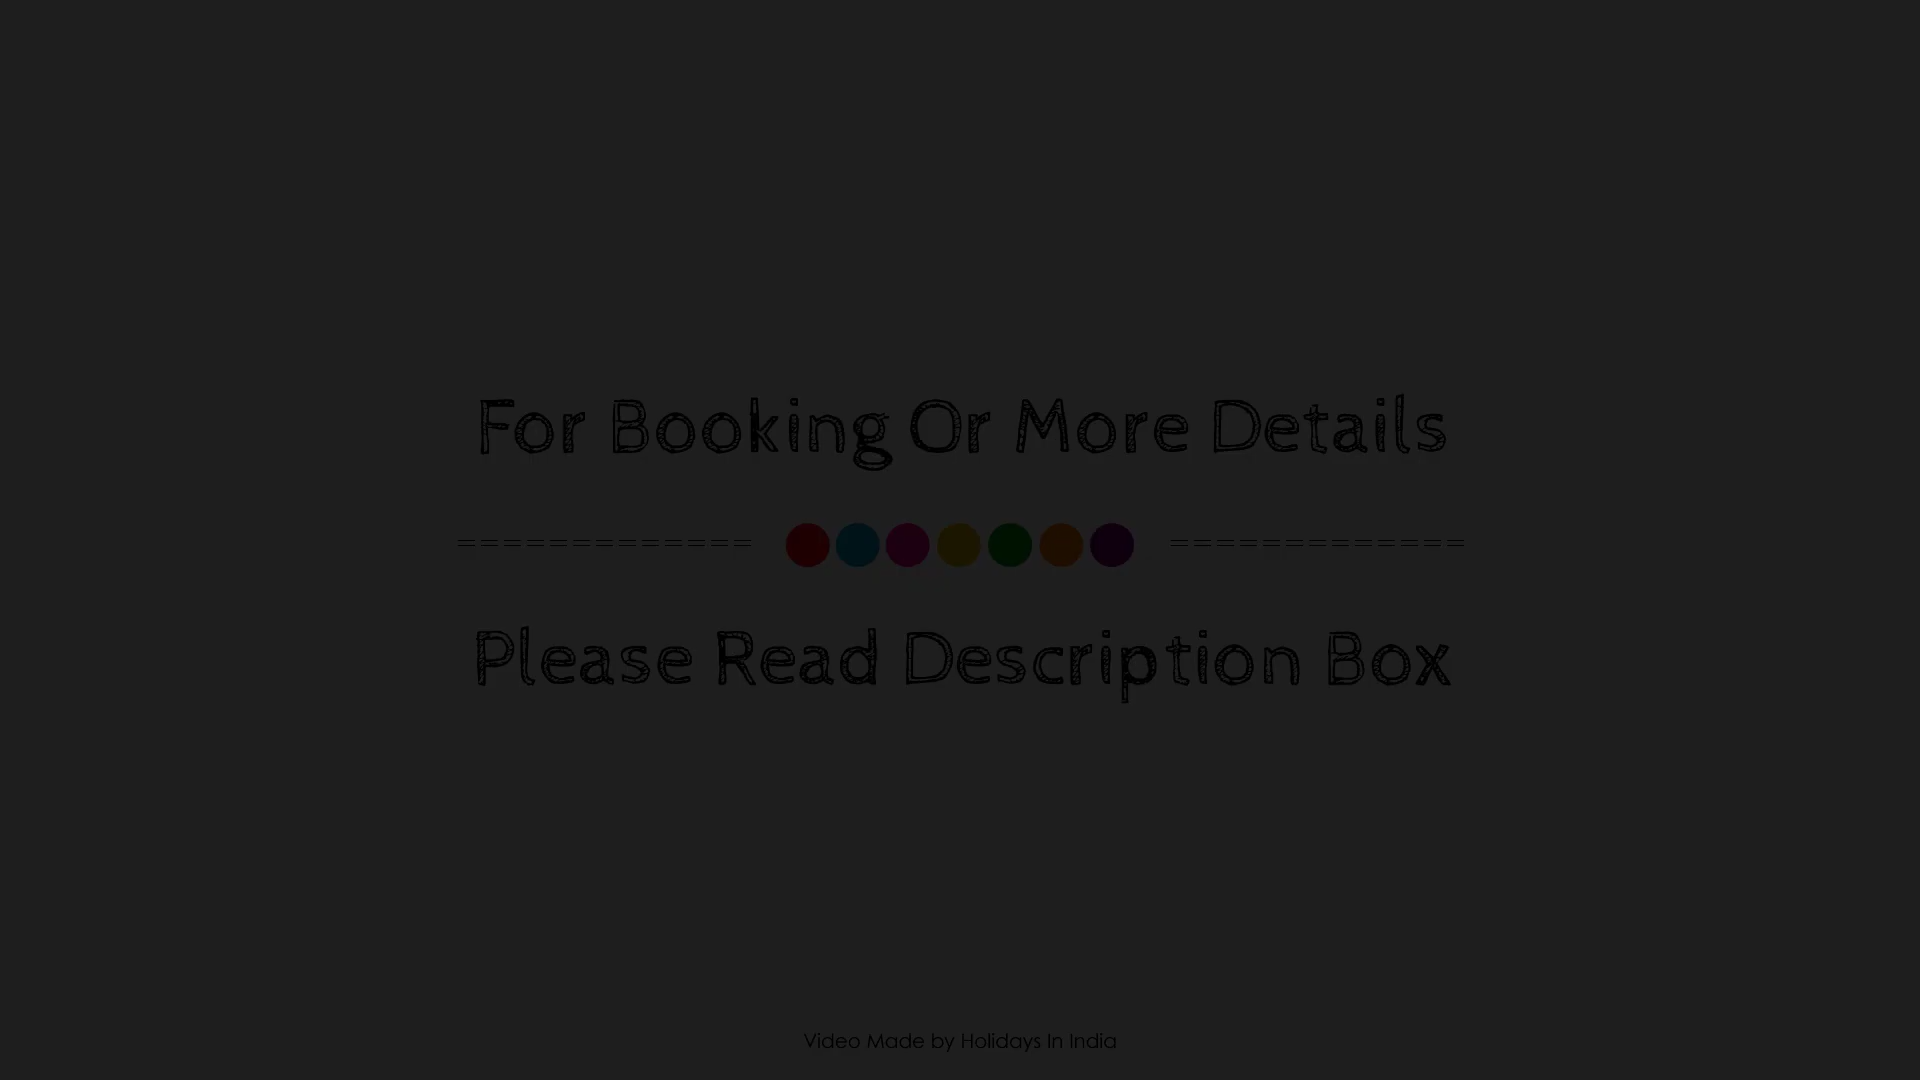 For Booking Or More Details
============= =============
Please Read Description Box
Video Made by Holidays In India